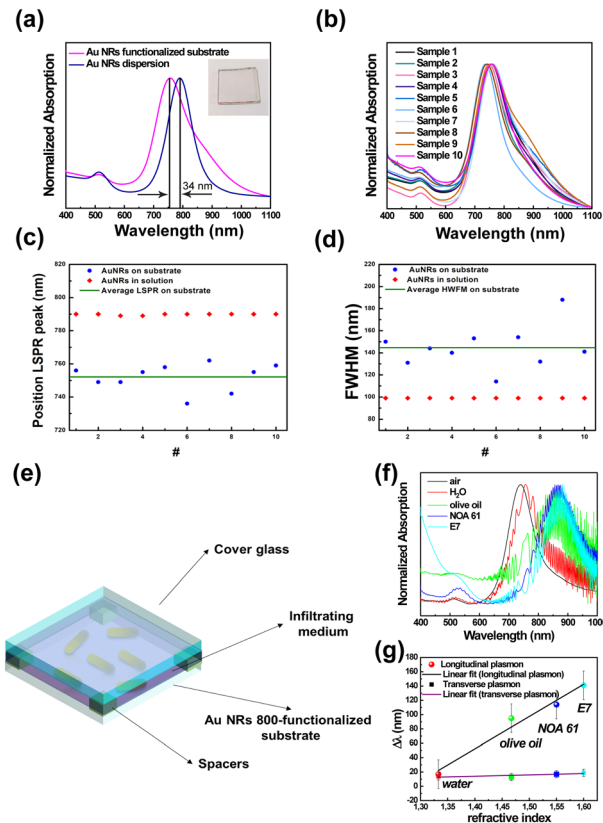 (a)
Au NRs functionalized substrate
Au NRs dispersion
34 nm
Normalized Absorption
400 500 600 700 800 900 1000 1100
Wavelength (nm)
(b)
Sample 1
Sample 2
Sample 3
Sample 4
Sample 5
Sample 6
Sample 7
Sample 8
Sample 9
Sample 10
Normalized Absorption
400 500 600 700 800 900 1000 1100
Wavelength (nm)
(c)
AuNRs on substrate
AuNRs in solution
Average LSPR on substrate
Position LSPR peak (nm)
820
800
780
760
740
720
2 4 6 8 10
#
(d)
AuNRs on substrate
AuNRs in solution
Average HWFM on substrate
FWHM (nm)
220
200
180
160
140
120
100
80
60
2 4 6 8 10
#
(e)
Cover glass
Infiltrating
medium
Au NRs 800-functionalized
substrate
Spacers
(f)
air
H2O
olive oil
NOA 61
E7
Normalized Absorption
400 500 600 700 800 900 100
Wavelength (nm)
(g)
Longitudinal plasmon
Linear fit (longitudinal plasmon)
Transverse plasmon
Linear fit (transverse plasmon)
Δλ (nm)
180
160
140
120
100
80
60
40
20
0
E7
NOA 61
olive oil
water
1,30 1,35 1,40 1,45 1,50 1,55 1,60
refractive index